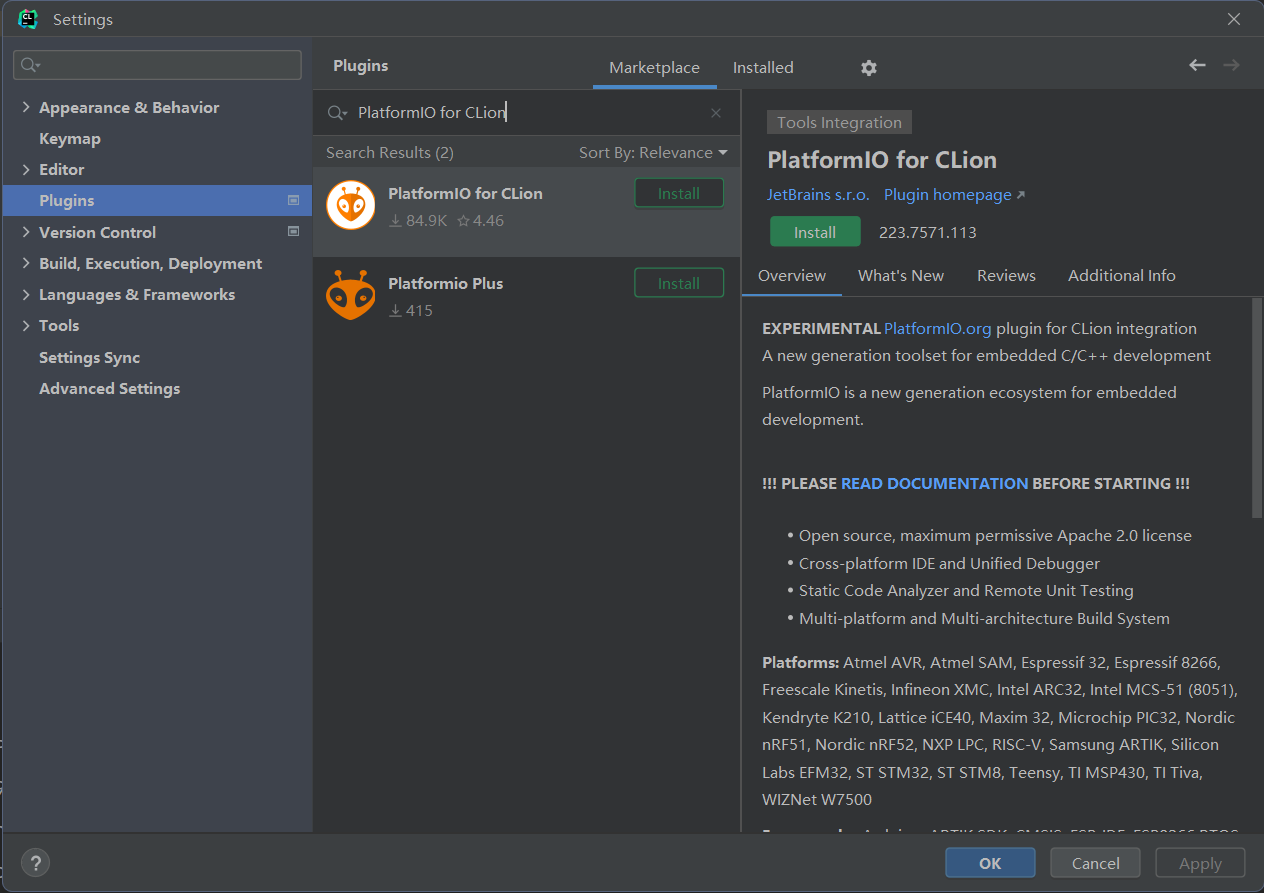 Settings
Appearance & Behavior
Keymap
Editor
Plugins
Version Control
Build, Execution, Deployment
Languages & Frameworks
Tools
Settings Sync
Advanced Settings
Plugins
Marketplace
Installed
PlatformIO for CLion
Search Results (2)
Sort By: Relevance
PlatformIO for CLion
84.9K
4.46
Install
Platformio Plus
415
Install
Tools Integration
PlatformIO for CLion
JetBrains s.r.o. Plugin homepage
Install 223.7571.113
Overview
What's New
Reviews
Additional Info
EXPERIMENTAL PlatformIO.org plugin for CLion integration
A new generation toolset for embedded C/C++ development
PlatformIO is a new generation ecosystem for embedded
development.
!!! PLEASE READ DOCUMENTATION BEFORE STARTING !!!
• Open source, maximum permissive Apache 2.0 license
• Cross-platform IDE and Unified Debugger
• Static Code Analyzer and Remote Unit Testing
• Multi-platform and Multi-architecture Build System
Platforms: Atmel AVR, Atmel SAM, Espressif 32, Espressif 8266,
Freescale Kinetis, Infineon XMC, Intel ARC32, Intel MCS-51 (8051),
Kendryte K210, Lattice iCE40, Maxim 32, Microchip PIC32, Nordic
nRF51, Nordic nRF52, NXP LPC, RISC-V, Samsung ARTIK, Silicon
Labs EFM32, ST STM32, ST STM8, Teensy, TI MSP430, TI Tiva,
WIZNet W7500
?
OK
Cancel
Apply